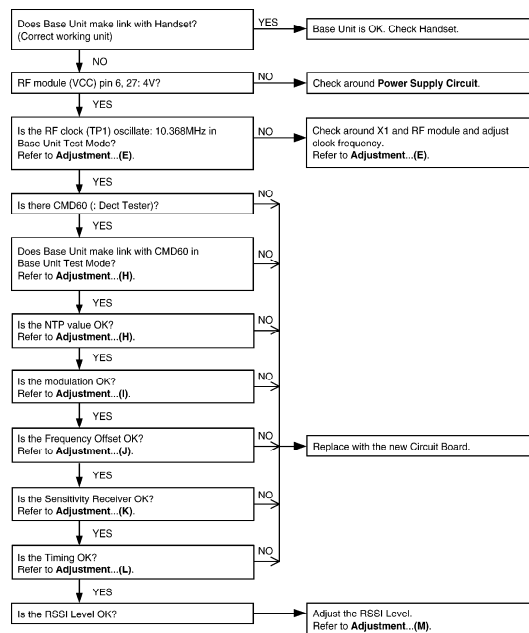 Does Base Unit make link with Handset?
(Correct working unit)
YES
Base Unit is OK. Check Handset.
NO
RF module (VCC) pin 6, 27: 4V?
NO
Check around Power Supply Circuit.
YES
Is the RF clock (TP1) oscillate: 10.368MHz in
Base Unit Test Mode?
Refer to Adjustment...(E).
NO
Check around X1 and RF module and adjust
clock frequency.
Refer to Adjustment...(E).
YES
Is there CMD60 (: Dect Tester)?
NO
YES
Does Base Unit make link with CMD60 in
Base Unit Test Mode?
Refer to Adjustment...(H).
NO
YES
Is the NTP value OK?
Refer to Adjustment...(H).
NO
YES
Is the modulation OK?
Refer to Adjustment...(I).
NO
YES
Is the Frequency Offset OK?
Refer to Adjustment...(J).
NO
Replace with the new Circuit Board.
YES
Is the Sensitivity Receiver OK?
Refer to Adjustment...(K).
NO
YES
Is the Timing OK?
Refer to Adjustment...(L).
NO
YES
Is the RSSI Level OK?
Adjust the RSSI Level.
Refer to Adjustment...(M).